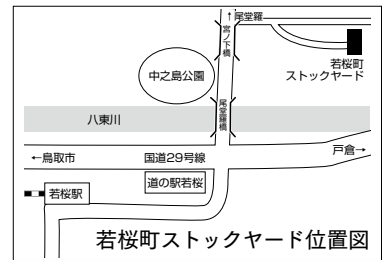 ↑尾堂羅
宮ノ下橋
若桜町
ストックヤード
中之島公園
八東川
尾堂羅橋
←鳥取市
国道29号線
戸倉→
道の駅若桜
若桜駅
若桜町ストックヤード位置図